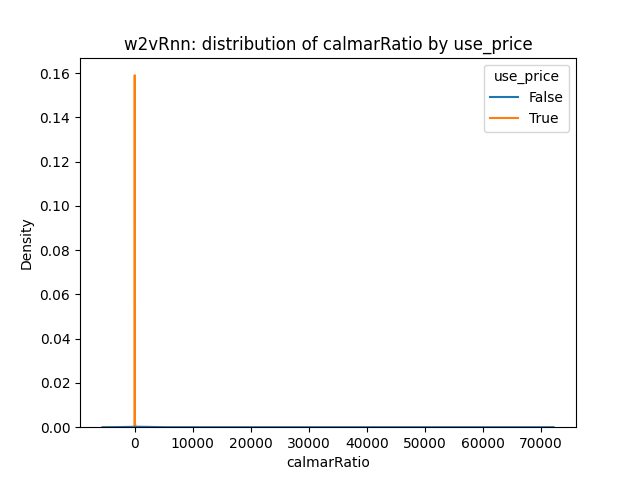 w2vRnn: distribution of calmarRatio by use_price
use_price
False
True
Density
0.16
0.14
0.12
0.10
0.08
0.06
0.04
0.02
0.00
0 10000 20000 30000 40000 50000 60000 70000
calmarRatio